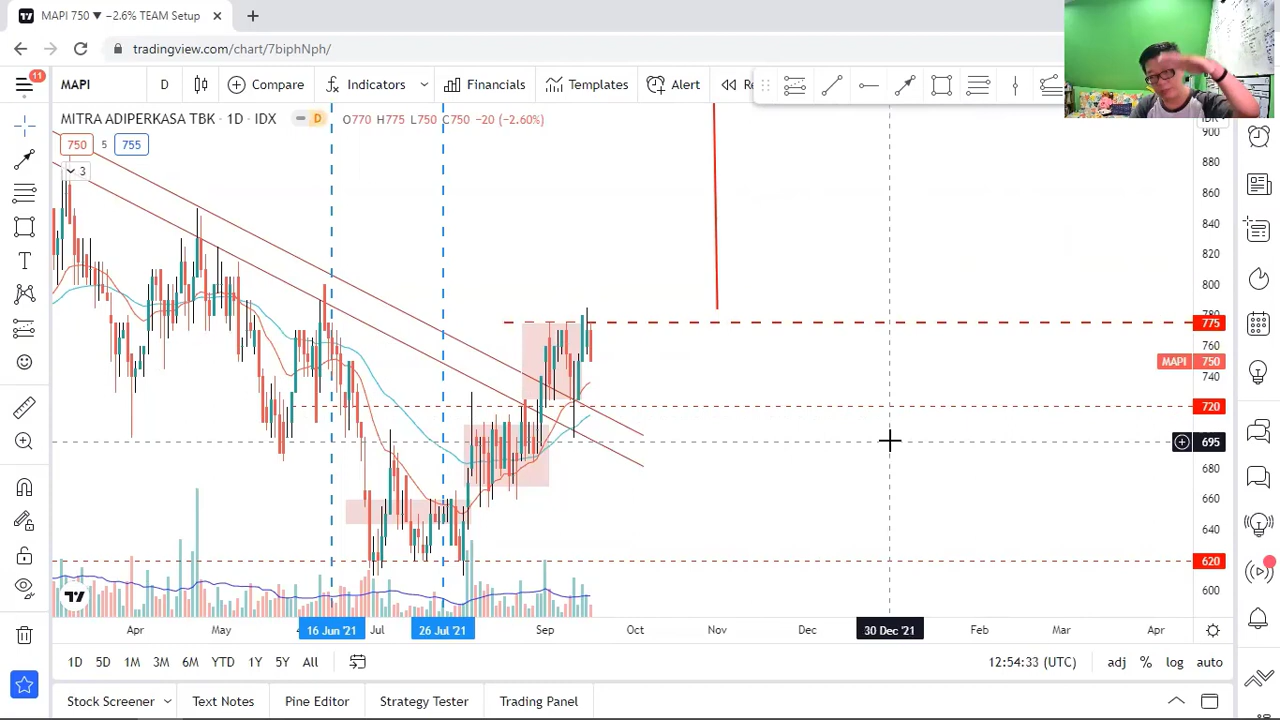 MAPI 750 ▼ −2.6% TEAM Setup
tradingview.com/chart/7biphNph/
11
MAPI
D
Compare
Indicators
Financials
Templates
Alert
Re
MITRA ADIPERKASA TBK · 1D · IDX
D
O770 H775 L750 C750 −20 (−2.60%)
750
5
755
3
900
880
860
840
820
800
780
775
760
MAPI 750
740
720
695
680
660
640
620
600
Apr
May
16 Jun '21
Jul
26 Jul '21
Sep
Oct
Nov
Dec
30 Dec '21
Feb
Mar
Apr
1D
5D
1M
3M
6M
YTD
1Y
5Y
All
12:54:33 (UTC)
adj
%
log
auto
Stock Screener
Text Notes
Pine Editor
Strategy Tester
Trading Panel